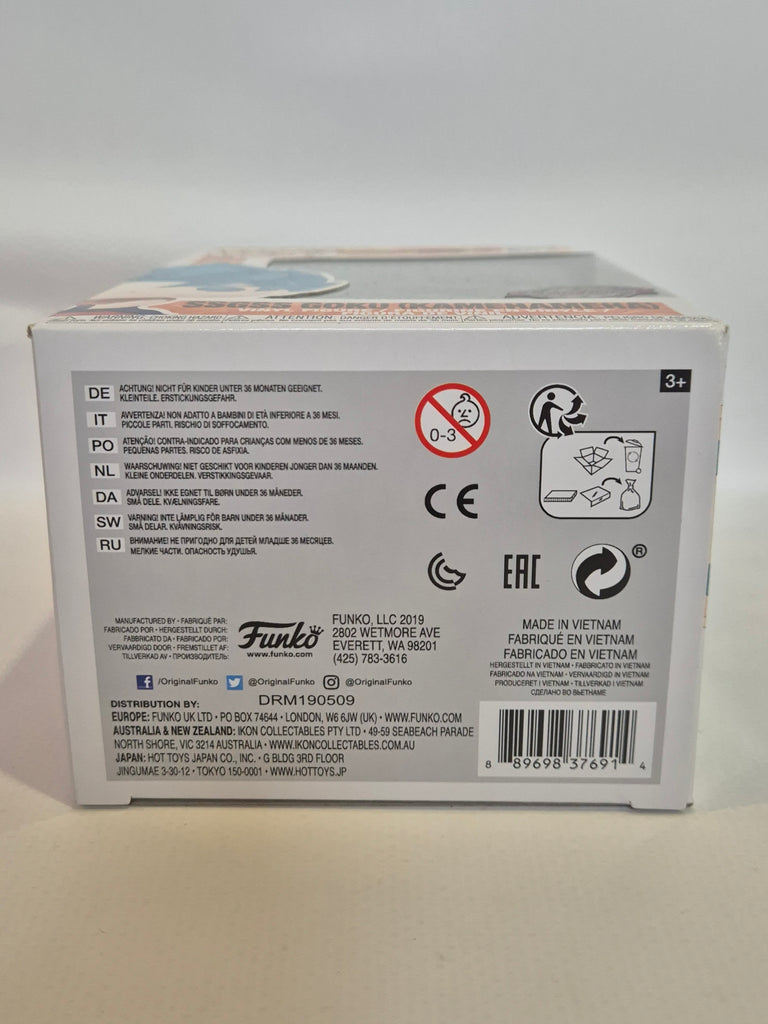 SSGSS GOKU (KAMEHAMEHA)
WARNING: CHOKING HAZARD
ATTENTION: DANGER D'ÉTOUFFEMENT
ADVERTENCIA:
3+
DE ACHTUNG! NICHT FÜR KINDER UNTER 36 MONATEN GEEIGNET.
KLEINTEILE. ERSTICKUNGSGEFAHR.
IT AVVERTENZA! NON ADATTO A BAMBINI DI ETÀ INFERIORE A 36 MESI.
PICCOLE PARTI. RISCHIO DI SOFFOCAMENTO.
PO ATENÇÃO! CONTRA-INDICADO PARA CRIANÇAS COM MENOS DE 36 MESES.
PEQUENAS PARTES. RISCO DE ASFIXIA.
NL WAARSCHUWING! NIET GESCHIKT VOOR KINDEREN JONGER DAN 36 MAANDEN.
KLEINE ONDERDELEN. VERSTIKKINGSGEVAAR.
DA ADVARSEL! IKKE EGNET TIL BØRN UNDER 36 MÅNEDER.
SMÅ DELE. KVÆLNINGSFARE.
SW VARNING! INTE LÄMPLIG FÖR BARN UNDER 36 MÅNADER.
SMÅ DELAR. KVÄVNINGSRISK.
RU ВНИМАНИЕ! НЕ ПРИГОДНО ДЛЯ ДЕТЕЙ МЛАДШЕ 36 МЕСЯЦЕВ.
МЕЛКИЕ ЧАСТИ. ОПАСНОСТЬ УДУШЬЯ.
0-3
CE
EAC
®
MANUFACTURED BY • FABRIQUÉ PAR:
FABRICADO POR • HERGESTELLT DURCH:
FABBRICATO DA • FABRICADO POR:
VERVAARDIGD DOOR • FREMSTILLET AF:
TILLVERKAD AV • ПРОИЗВОДИТЕЛЬ:
Funko
www.funko.com
FUNKO, LLC 2019
2802 WETMORE AVE
EVERETT, WA 98201
(425) 783-3616
/OriginalFunko @OriginalFunko @OriginalFunko
DRM190509
DISTRIBUTION BY:
EUROPE: FUNKO UK LTD • PO BOX 74644 • LONDON, W6 6JW (UK) • WWW.FUNKO.COM
AUSTRALIA & NEW ZEALAND: IKON COLLECTABLES PTY LTD • 49-59 SEABEACH PARADE
NORTH SHORE, VIC 3214 AUSTRALIA • WWW.IKONCOLLECTABLES.COM.AU
JAPAN: HOT TOYS JAPAN CO., INC. • G BLDG 3RD FLOOR
JINGUMAE 3-30-12 • TOKYO 150-0001 • WWW.HOTTOYS.JP
MADE IN VIETNAM
FABRIQUÉ EN VIETNAM
FABRICADO EN VIETNAM
HERGESTELLT IN VIETNAM • FABBRICATO IN VIETNAM
FABRICADO NA VIETNAM • VERVAARDIGD IN VIETNAM
PRODUCERET I VIETNAM • TILLVERKAD I VIETNAM
СДЕЛАНО ВО ВЬЕТНАМЕ
8 89698 37691 4